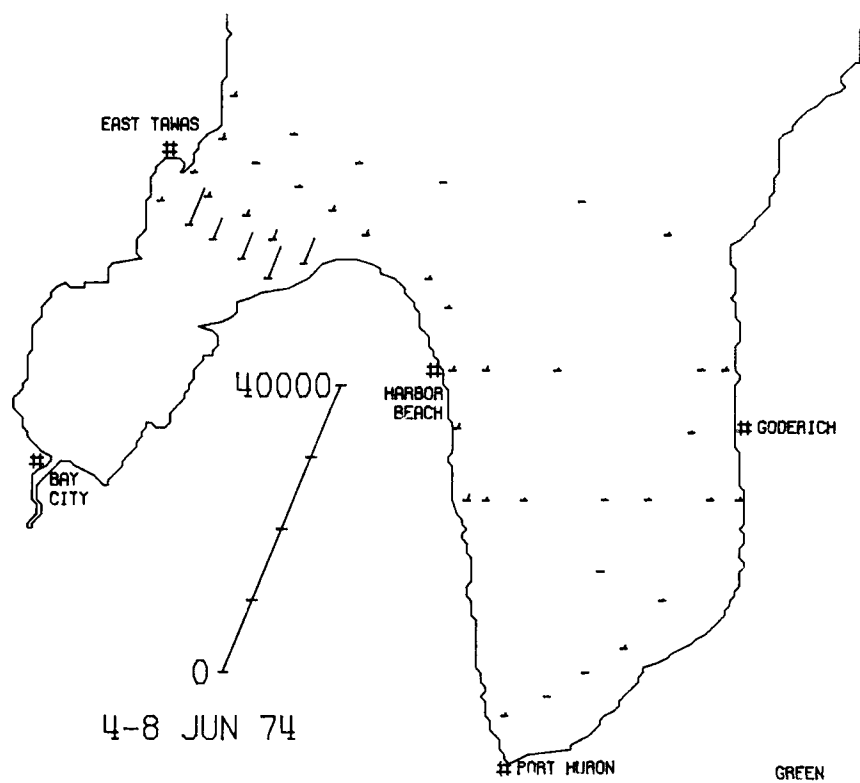 EAST TAWAS
40000
HARBOR
BEACH
GODERICH
BAY
CITY
0
4-8 JUN 74
PORT HURON
GREEN